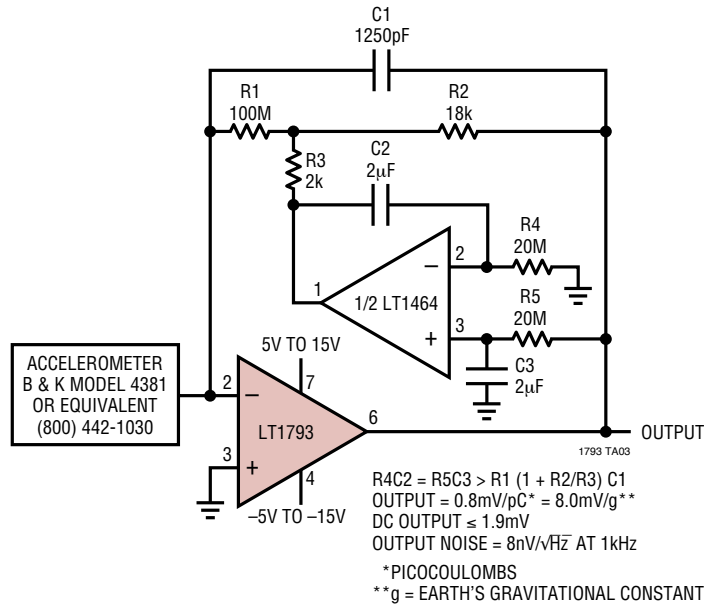 C1
1250pF
R1
100M
R2
18k
R3
2k
C2
2µF
R4
20M
2
−
1
1/2 LT1464
R5
20M
+
3
C3
2µF
ACCELEROMETER
B & K MODEL 4381
OR EQUIVALENT
(800) 442-1030
5V TO 15V
2
−
7
LT1793
6
OUTPUT
3
+
4
–5V TO –15V
1793 TA03
R4C2 = R5C3 > R1 (1 + R2/R3) C1
OUTPUT = 0.8mV/pC* = 8.0mV/g**
DC OUTPUT ≤ 1.9mV
OUTPUT NOISE = 8nV/√Hz AT 1kHz
*PICOCOULOMBS
**g = EARTH'S GRAVITATIONAL CONSTANT